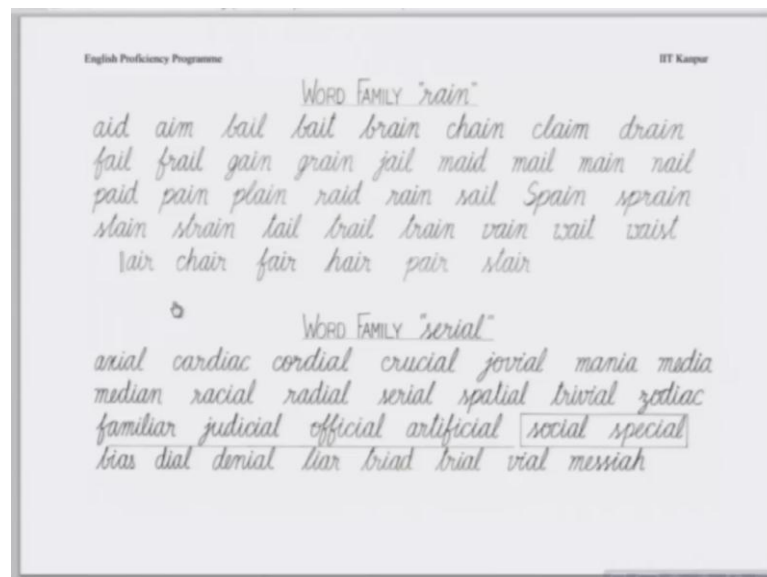 English Proficiency Programme IIT Kanpur
WORD FAMILY "rain"
aid aim bail bait brain chain claim drain
fail frail gain grain jail maid mail main nail
paid pain plain raid rain sail Spain sprain
stain strain tail trail train vain wait waist
air chair fair hair pair stair
WORD FAMILY "serial"
axial cardiac cordial crucial jovial mania media
median racial radial serial spatial trivial zodiac
familiar judicial official artificial social special
bias dial denial liar triad trial vial messiah